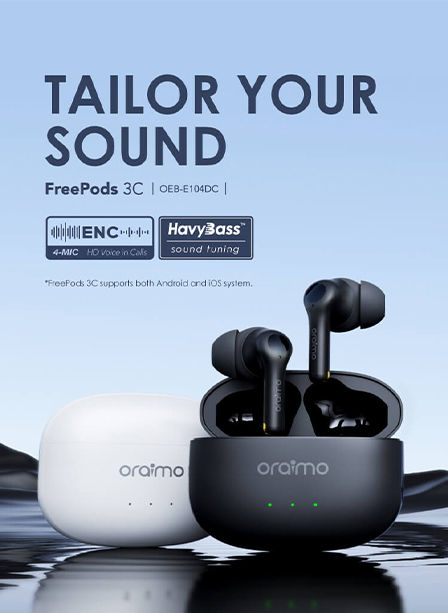 TAILOR YOUR
SOUND
FreePods 3C | OEB-E104DC |
ENC
4-MIC HD Voice in Calls
HavyBass™
sound tuning
*FreePods 3C supports both Android and iOS system.
oraimo
oraimo
oraimo
oraimo